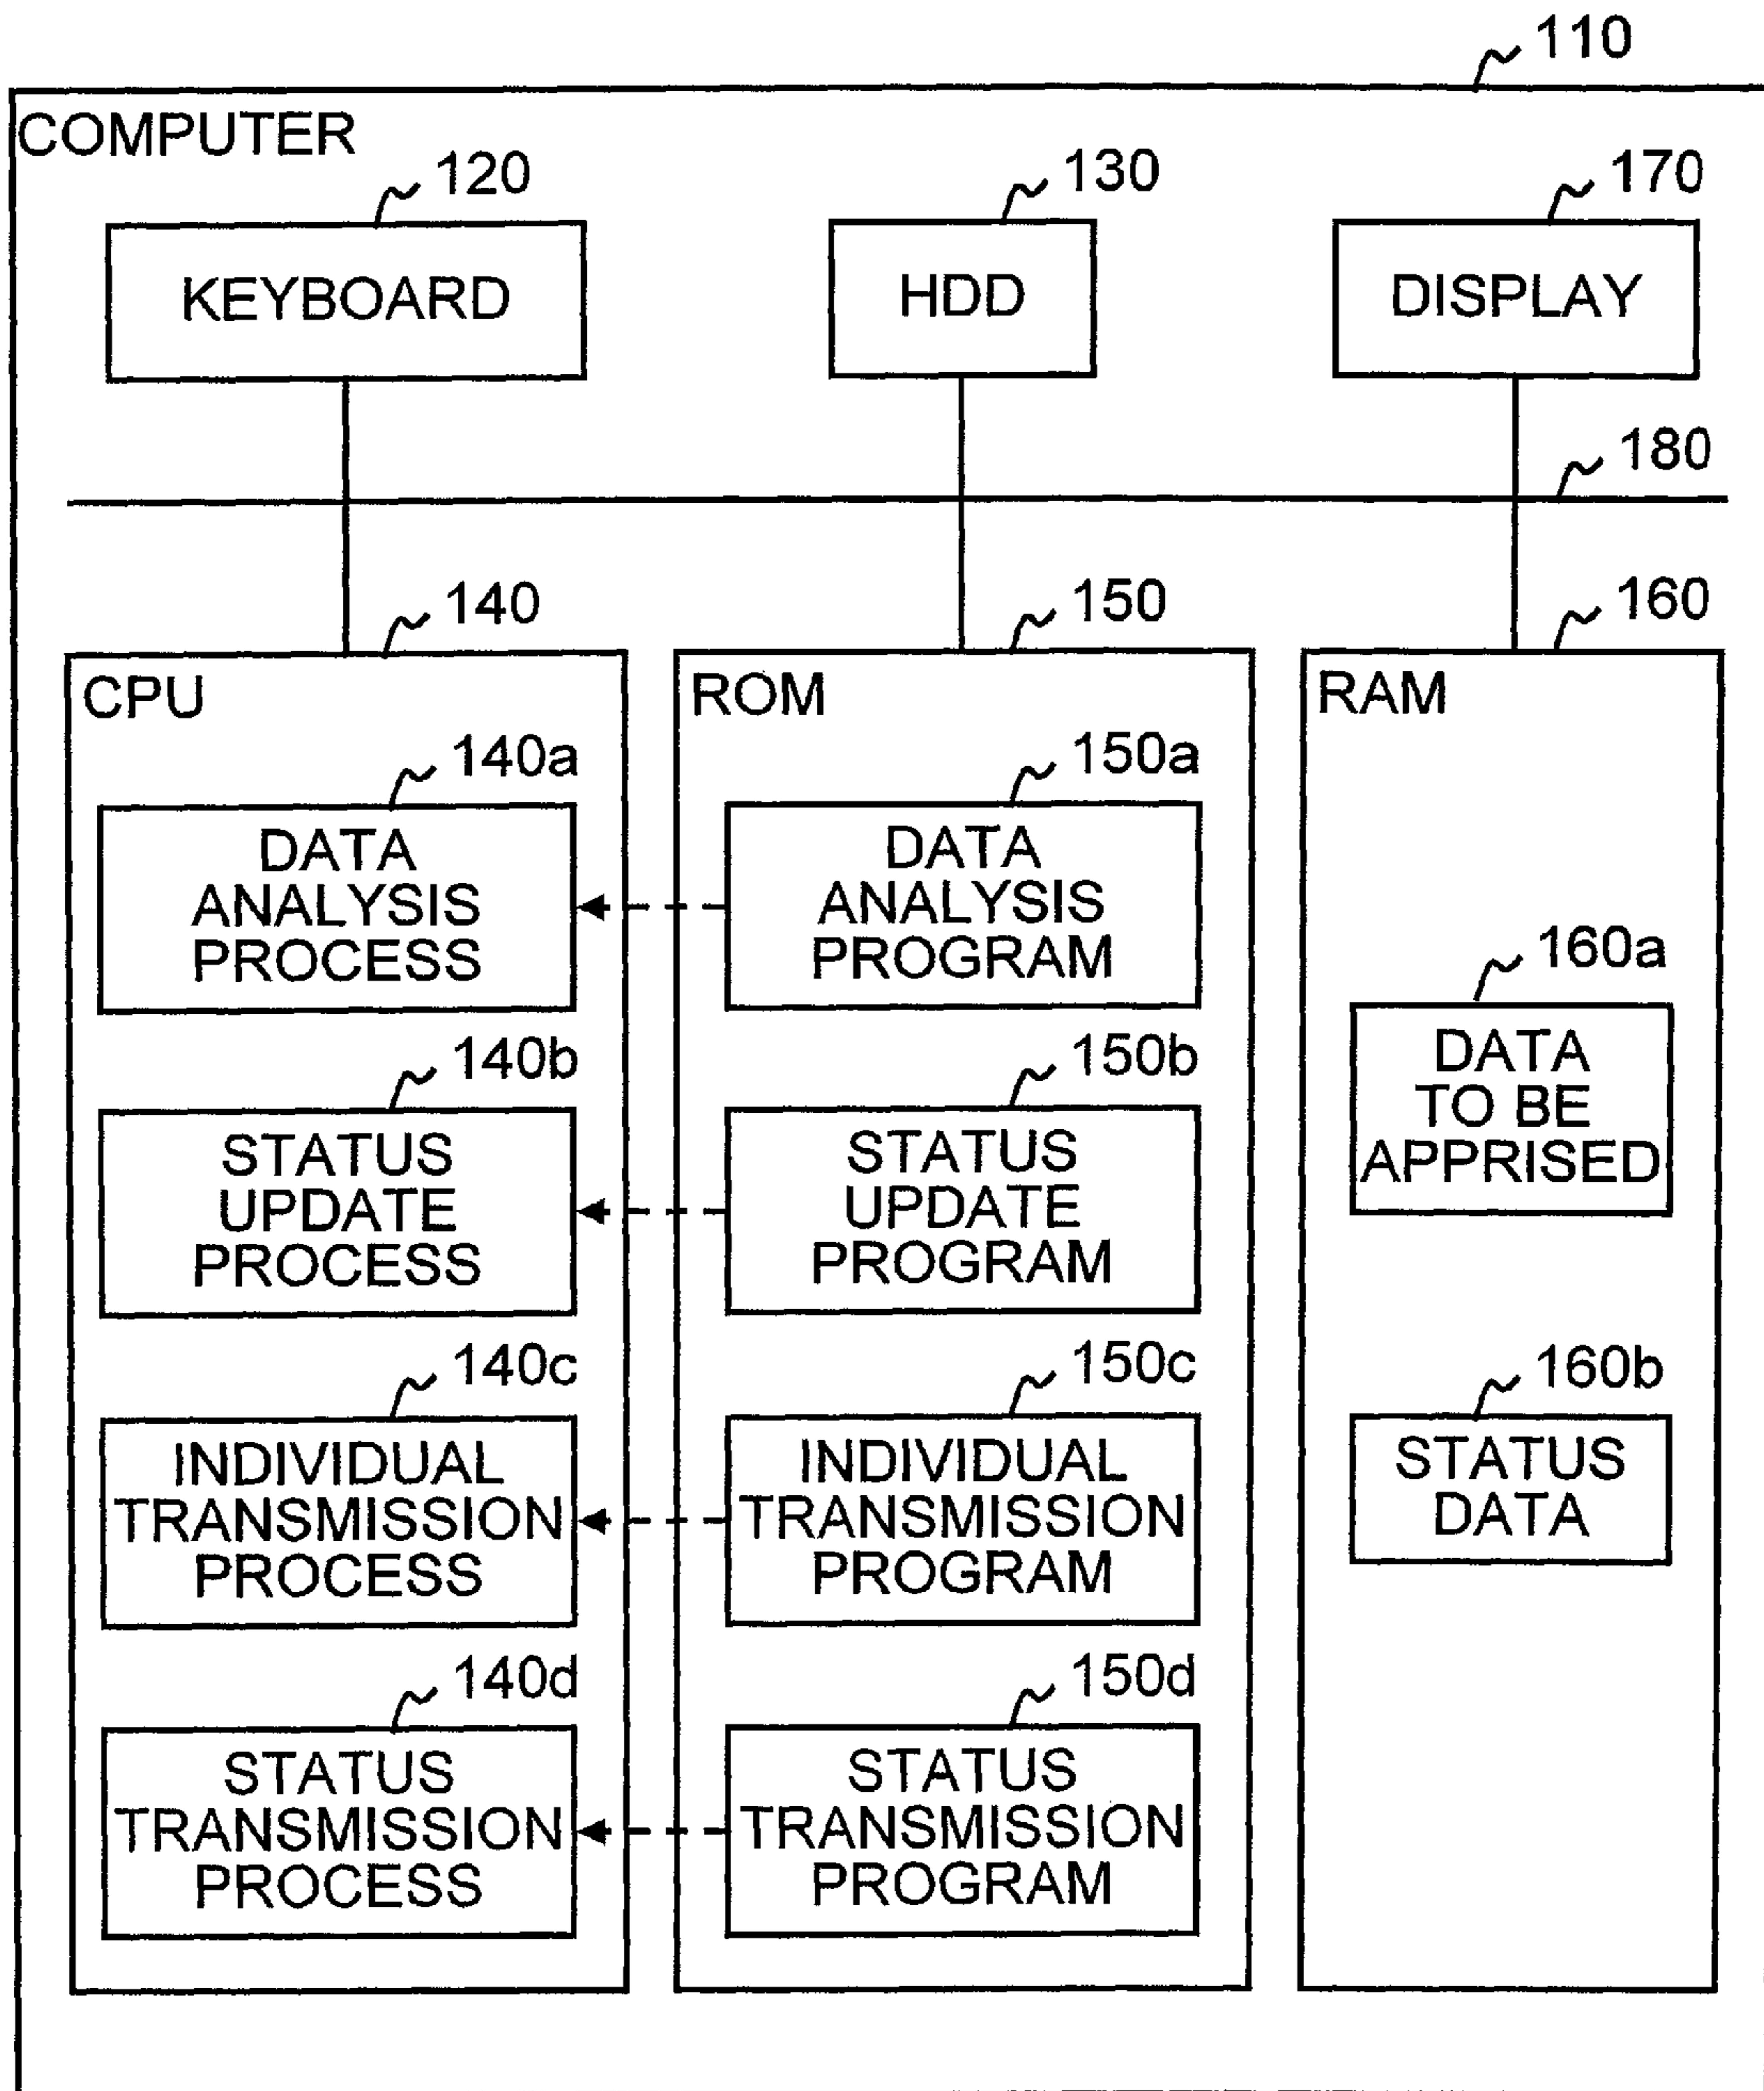 110
COMPUTER
120
130
170
KEYBOARD
HDD
DISPLAY
180
140
150
160
CPU
ROM
RAM
140a
150a
DATA
ANALYSIS
PROCESS
DATA
ANALYSIS
PROGRAM
160a
DATA
TO BE
APPRISED
140b
150b
STATUS
UPDATE
PROCESS
STATUS
UPDATE
PROGRAM
140c
150c
160b
INDIVIDUAL
TRANSMISSION
PROCESS
INDIVIDUAL
TRANSMISSION
PROGRAM
STATUS
DATA
140d
150d
STATUS
TRANSMISSION
PROCESS
STATUS
TRANSMISSION
PROGRAM